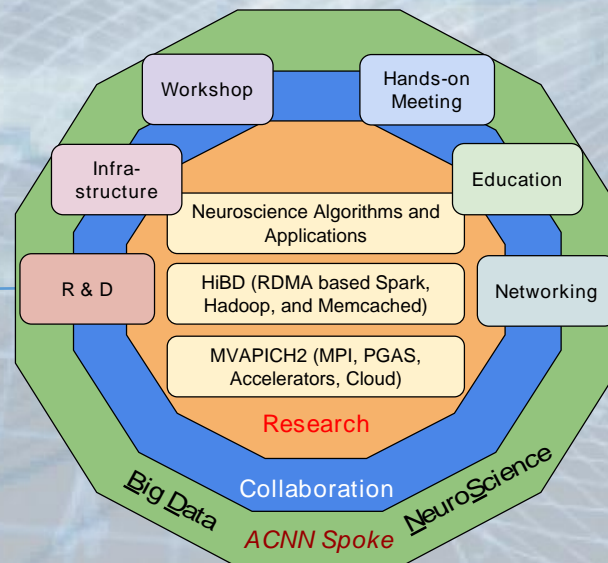 Workshop
Hands-on
Meeting
Infra-
structure
Education
Neuroscience Algorithms and
Applications
R & D
HiBD (RDMA based Spark,
Hadoop, and Memcached)
Networking
MVAPICH2 (MPI, PGAS,
Accelerators, Cloud)
Research
Collaboration
Big Data
NeuroScience
ACNN Spoke